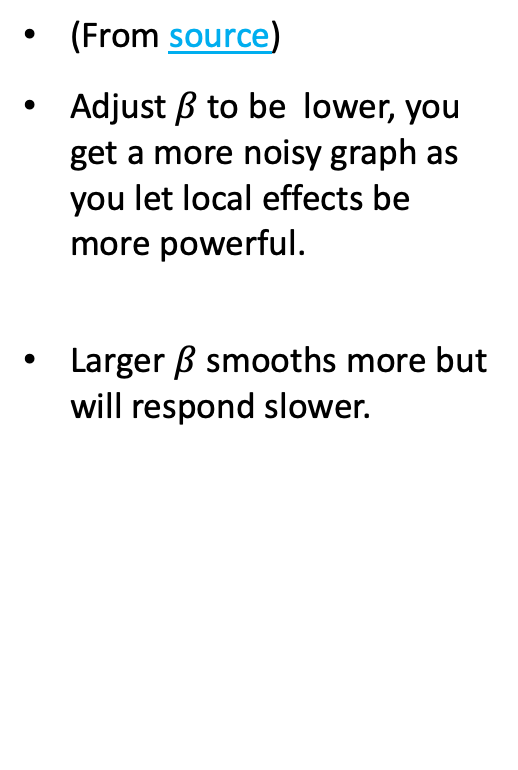 • (From source)
• Adjust β to be lower, you
get a more noisy graph as
you let local effects be
more powerful.
• Larger β smooths more but
will respond slower.